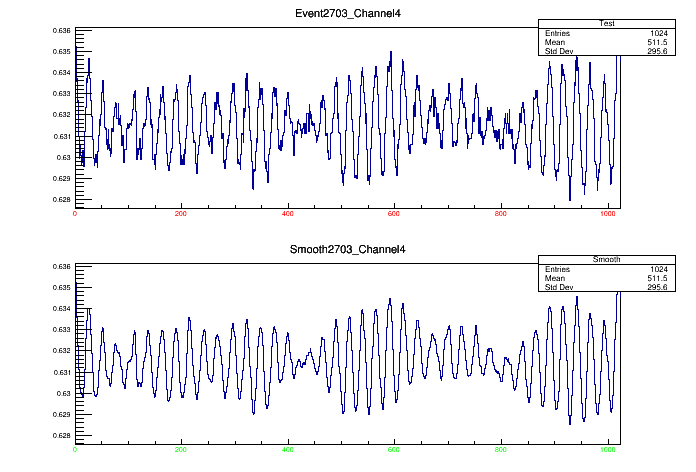 Event2703_Channel4
Test
Entries 1024
Mean 511.5
Std Dev 295.6
0.636
0.635
0.634
0.633
0.632
0.631
0.63
0.629
0.628
0 200 400 600 800 1000
Smooth2703_Channel4
Smooth
Entries 1024
Mean 511.5
Std Dev 295.6
0.636
0.635
0.634
0.633
0.632
0.631
0.63
0.629
0.628
0 200 400 600 800 1000